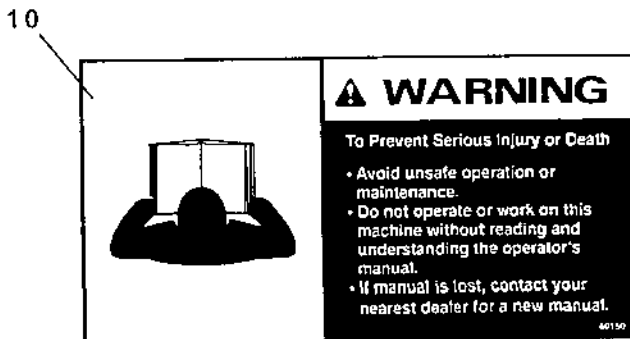 10
WARNING
To Prevent Serious Injury or Death
• Avoid unsafe operation or
maintenance.
• Do not operate or work on this
machine without reading and
understanding the operator's
manual.
• If manual is lost, contact your
nearest dealer for a new manual.